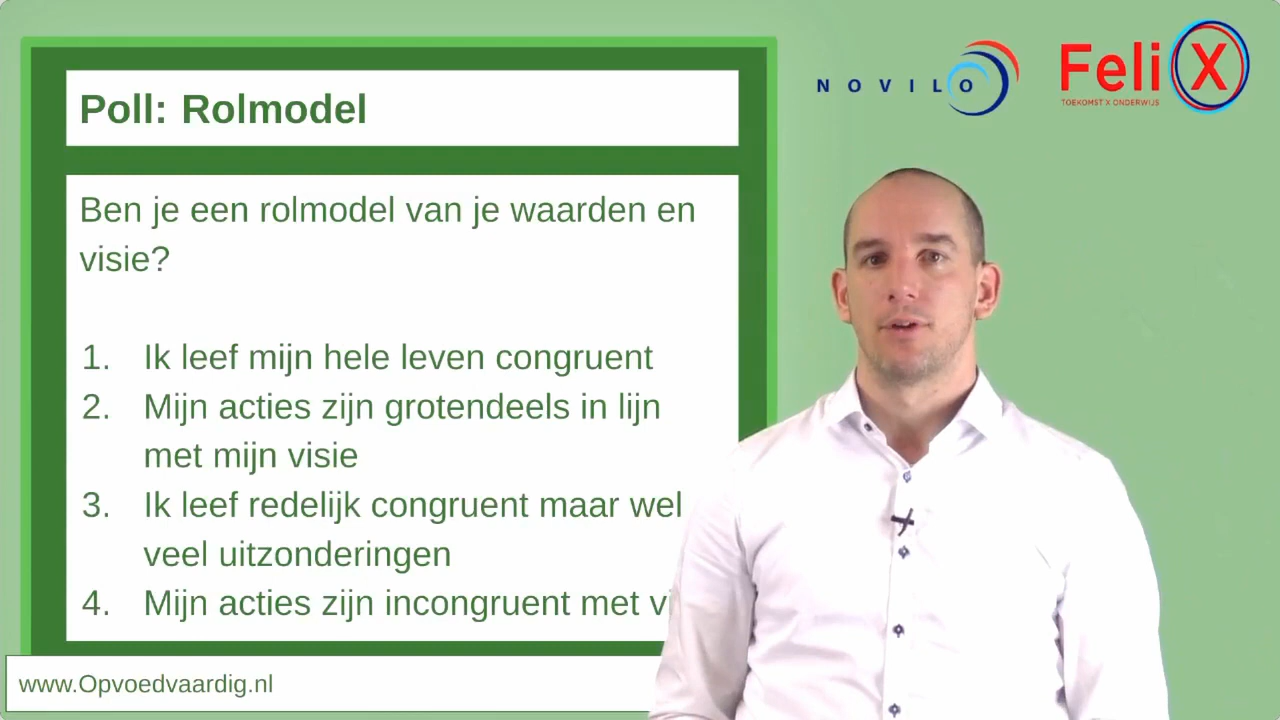 Poll: Rolmodel
NOVILO
FeliX
TOEKOMST X ONDERWIJS
Ben je een rolmodel van je waarden en
visie?
1. Ik leef mijn hele leven congruent
2. Mijn acties zijn grotendeels in lijn
met mijn visie
3. Ik leef redelijk congruent maar wel
veel uitzonderingen
4. Mijn acties zijn incongruent met
www.Opvoedvaardig.nl